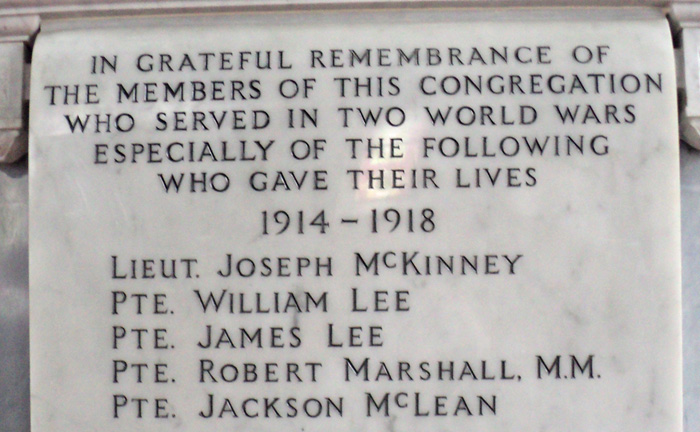 IN GRATEFUL REMEMBRANCE OF
THE MEMBERS OF THIS CONGREGATION
WHO SERVED IN TWO WORLD WARS
ESPECIALLY OF THE FOLLOWING
WHO GAVE THEIR LIVES
1914 – 1918
LIEUT. JOSEPH MCKINNEY
PTE. WILLIAM LEE
PTE. JAMES LEE
PTE. ROBERT MARSHALL, M.M.
PTE. JACKSON MCLEAN